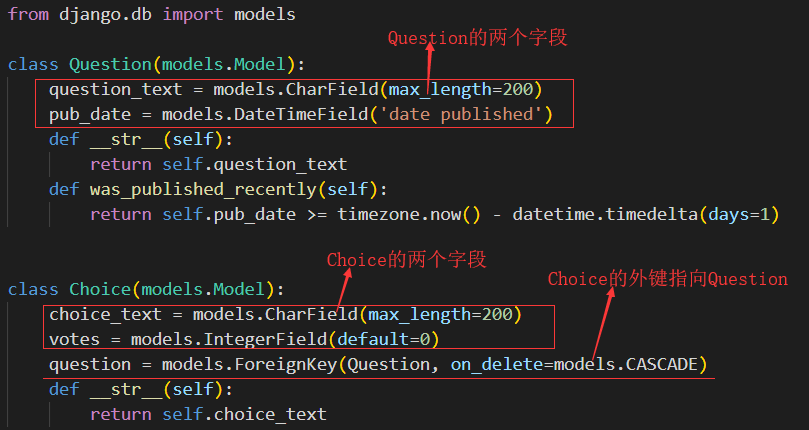 from django.db import models
Question的两个字段
class Question(models.Model):
question_text = models.CharField(max_length=200)
pub_date = models.DateTimeField('date published')
def __str__(self):
return self.question_text
def was_published_recently(self):
return self.pub_date >= timezone.now() - datetime.timedelta(days=1)
Choice的两个字段
Choice的外键指向Question
class Choice(models.Model):
choice_text = models.CharField(max_length=200)
votes = models.IntegerField(default=0)
question = models.ForeignKey(Question, on_delete=models.CASCADE)
def __str__(self):
return self.choice_text